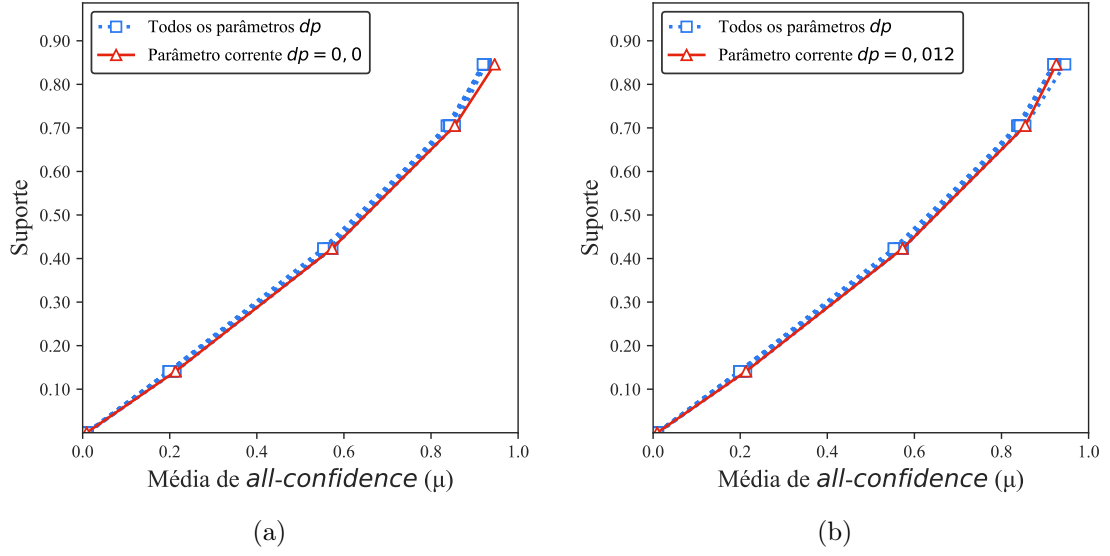 Todos os parâmetros dp
Parâmetro corrente dp = 0, 0
0.90
0.80
0.70
0.60
0.50
0.40
0.30
0.20
0.10
Suporte
0.0 0.2 0.4 0.6 0.8 1.0
Média de all-confidence (μ)
(a)
Todos os parâmetros dp
Parâmetro corrente dp = 0, 012
0.90
0.80
0.70
0.60
0.50
0.40
0.30
0.20
0.10
Suporte
0.0 0.2 0.4 0.6 0.8 1.0
Média de all-confidence (μ)
(b)